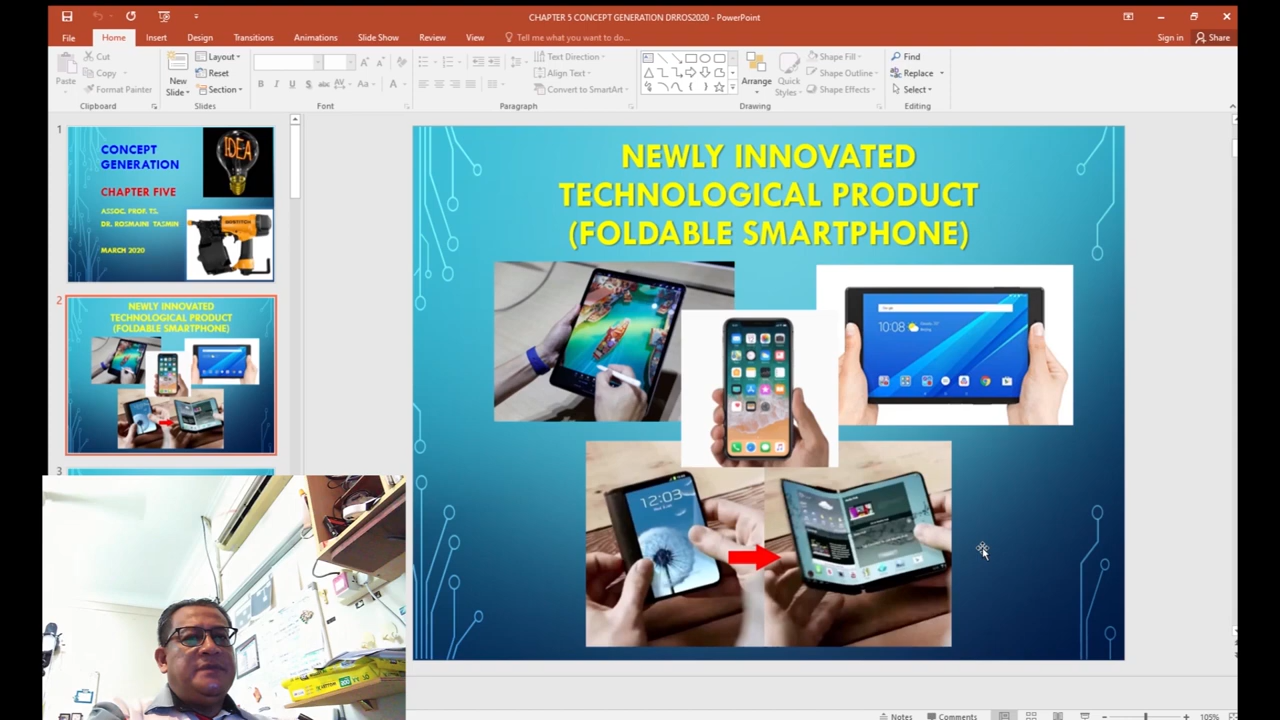 CHAPTER 5 CONCEPT GENERATION DRROS2020 - PowerPoint
File
Home
Insert
Design
Transitions
Animations
Slide Show
Review
View
Tell me what you want to do...
Sign in
Share
Paste
Cut
Copy
Format Painter
Clipboard
New
Slide
Layout
Reset
Section
Slides
Font
Text Direction
Align Text
Convert to SmartArt
Paragraph
Arrange
Quick
Styles
Shape Fill
Shape Outline
Shape Effects
Drawing
Find
Replace
Select
Editing
1
CONCEPT
GENERATION
IDEA
CHAPTER FIVE
ASSOC. PROF. TS.
DR. ROSMAINI TASMIN
MARCH 2020
2
NEWLY INNOVATED
TECHNOLOGICAL PRODUCT
(FOLDABLE SMARTPHONE)
3
NEWLY INNOVATED
TECHNOLOGICAL PRODUCT
(FOLDABLE SMARTPHONE)
10:08
12:03
Notes
Comments
105%